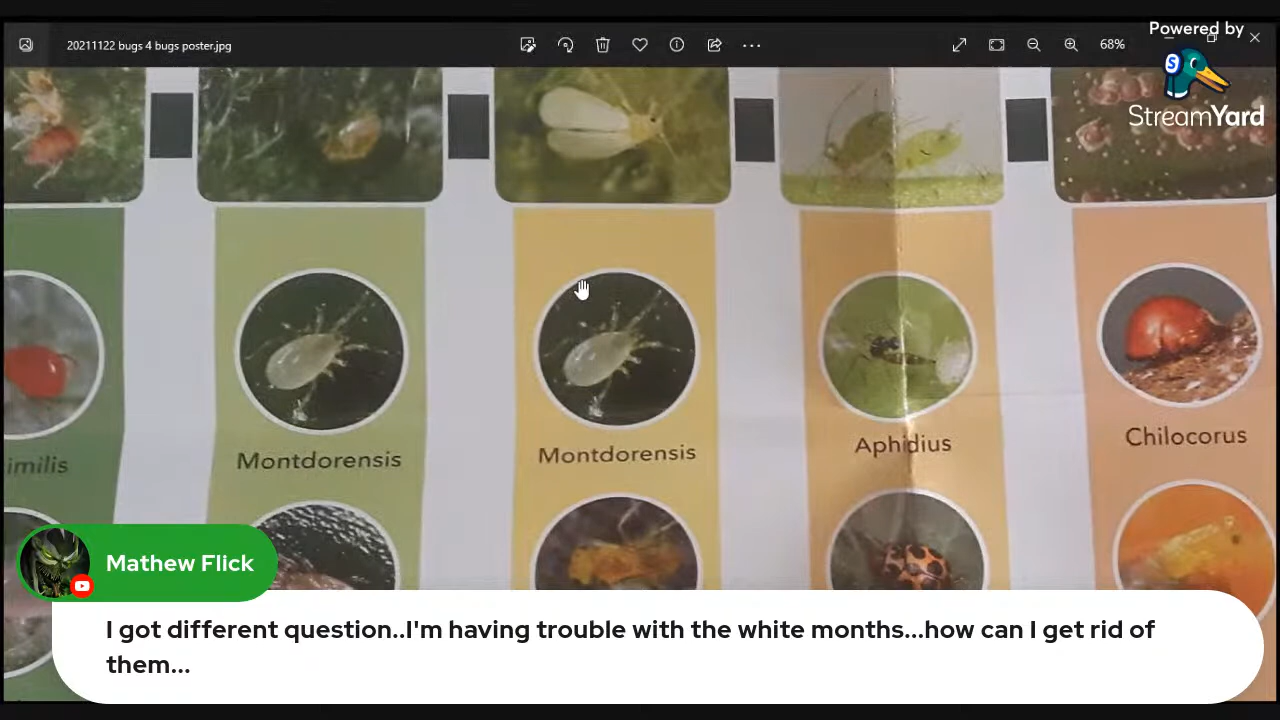 Powered by
20211122 bugs 4 bugs poster.jpg
68%
S
StreamYard
imilis
Montdorensis
Montdorensis
Aphidius
Chilocorus
Mathew Flick
I got different question..I'm having trouble with the white months...how can I get rid of
them...